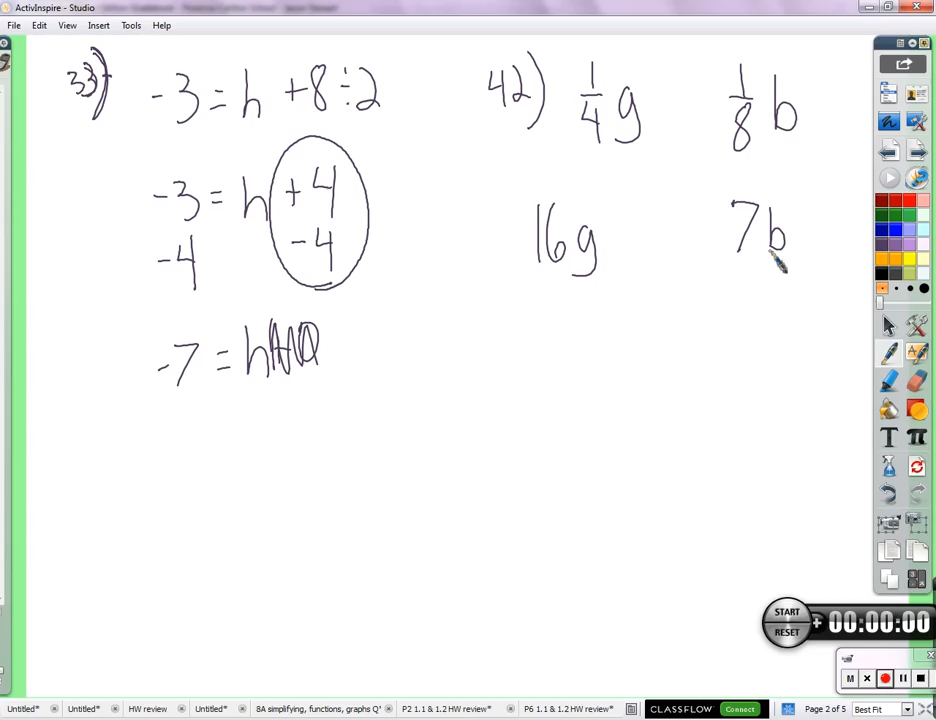 ActivInspire - Studio
File Edit View Insert Tools Help
33)
-3 = h + 8 ÷ 2
-3 = h + 4
-4 -4
-7 = h
42) 1/4 g 1/8 b
16g 7b
START
RESET
00:00:00
M
Untitled* Untitled* HW review Untitled* 8A simplifying, functions, graphs Q' P2 1.1 & 1.2 HW review* P6 1.1 & 1.2 HW review* CLASSFLOW Connect Page 2 of 5 Best Fit